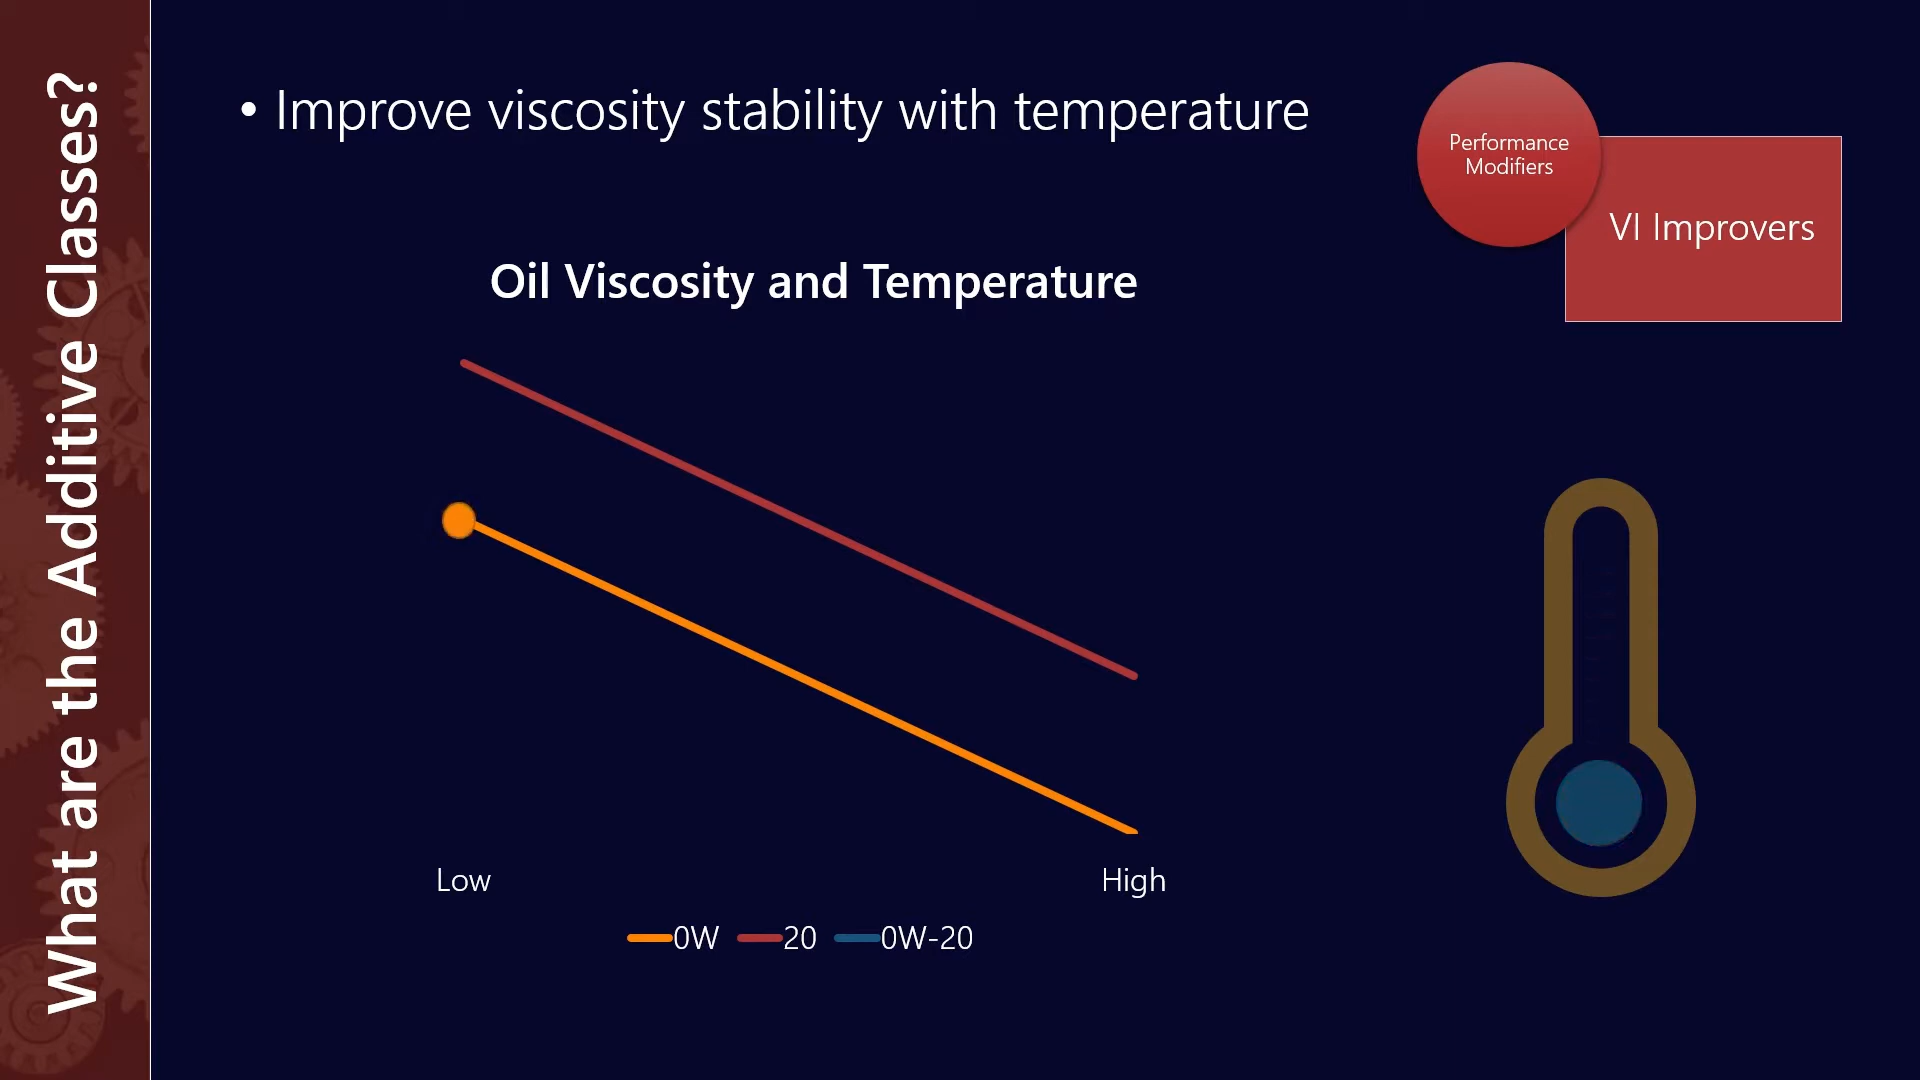 What are the Additive Classes?
• Improve viscosity stability with temperature
Performance
Modifiers
VI Improvers
Oil Viscosity and Temperature
Low
High
0W
20
0W-20